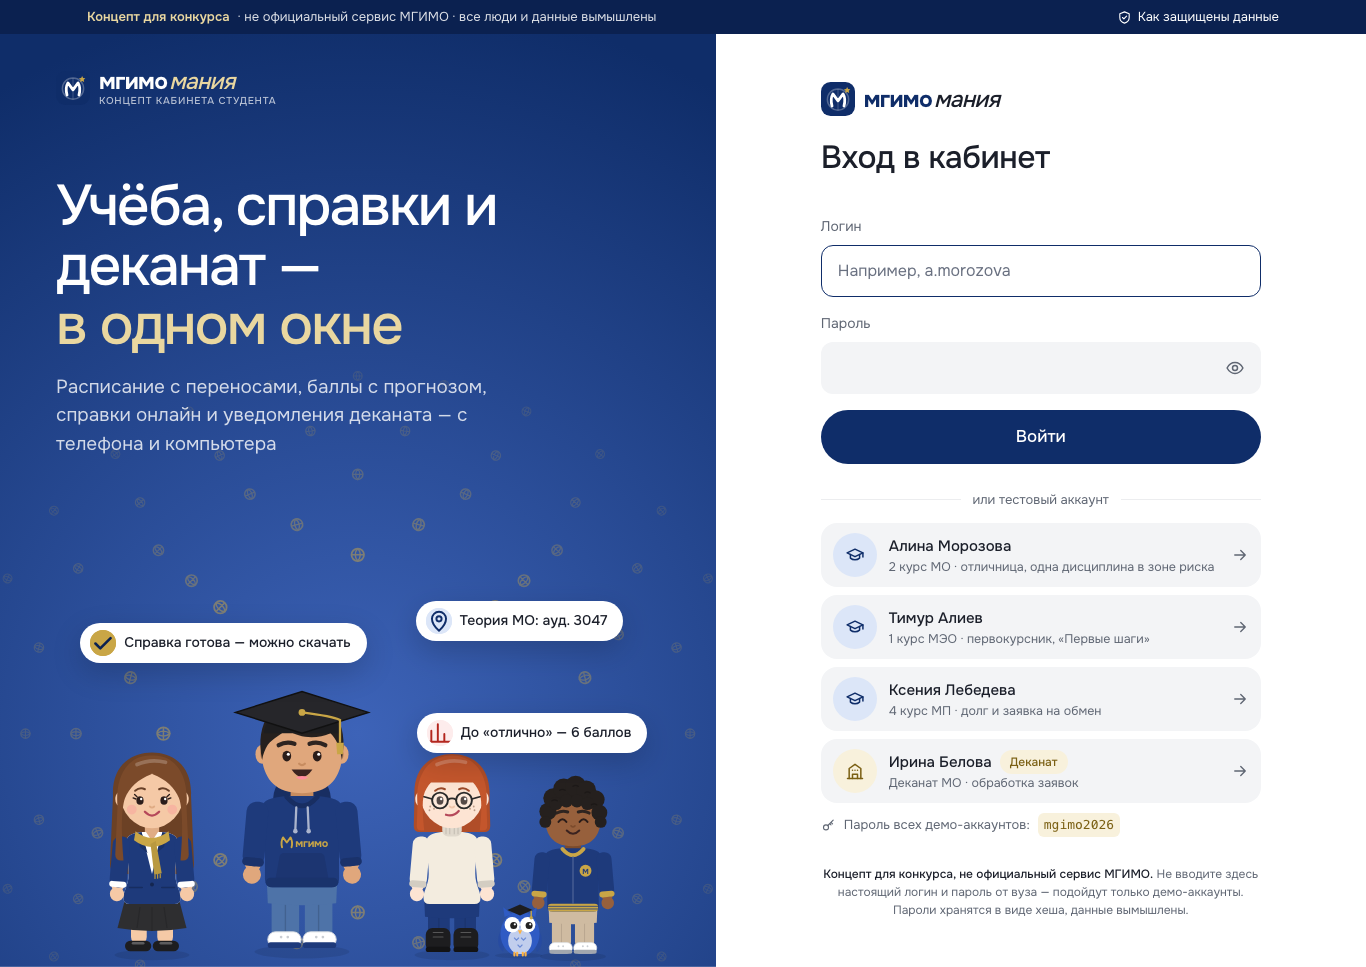 Концепт для конкурса · не официальный сервис МГИМО · все люди и данные вымышлены
Как защищены данные
мгимо мания
КОНЦЕПТ КАБИНЕТА СТУДЕНТА
Учёба, справки и
деканат —
в одном окне
Расписание с переносами, баллы с прогнозом,
справки онлайн и уведомления деканата — с
телефона и компьютера
Справка готова — можно скачать
Теория МО: ауд. 3047
До «отлично» — 6 баллов
мгимо
М
мгимо мания
Вход в кабинет
Логин
Например, a.morozova
Пароль
Войти
или тестовый аккаунт
Алина Морозова
2 курс МО · отличница, одна дисциплина в зоне риска
Тимур Алиев
1 курс МЭО · первокурсник, «Первые шаги»
Ксения Лебедева
4 курс МП · долг и заявка на обмен
Ирина Белова Деканат
Деканат МО · обработка заявок
Пароль всех демо-аккаунтов: mgimo2026
Концепт для конкурса, не официальный сервис МГИМО. Не вводите здесь
настоящий логин и пароль от вуза — подойдут только демо-аккаунты.
Пароли хранятся в виде хеша, данные вымышлены.